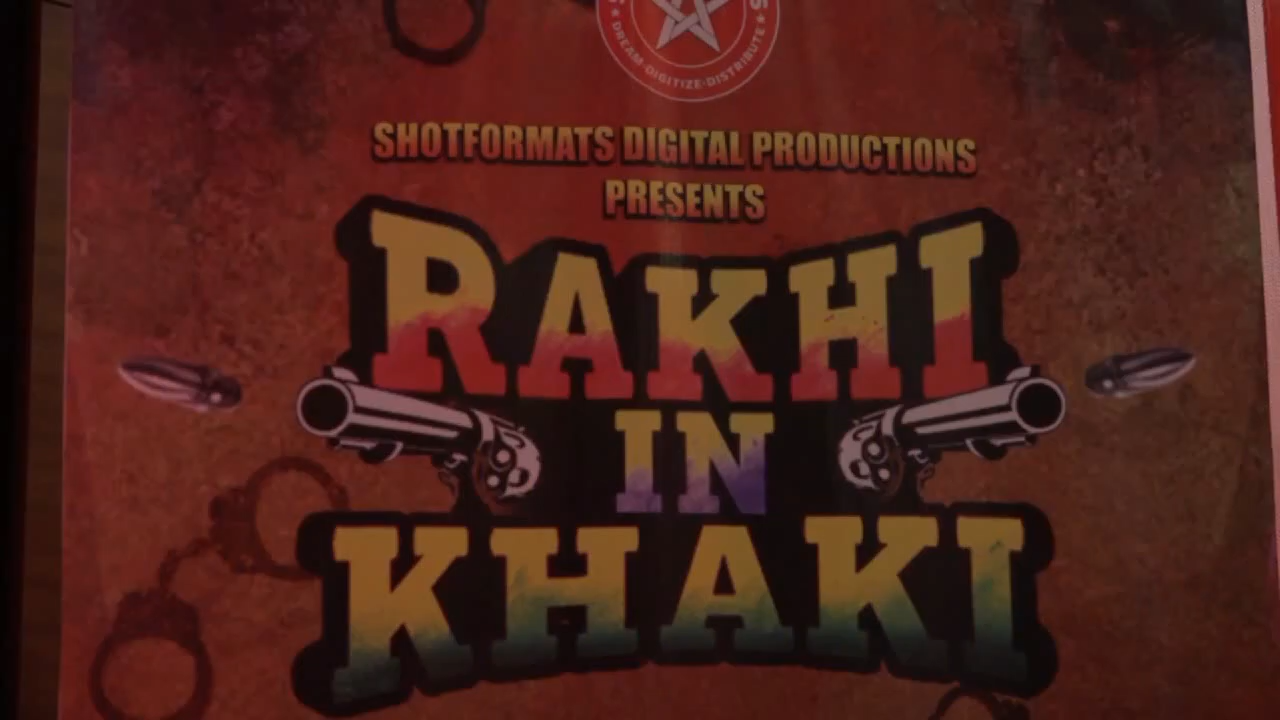 DREAM·DIGITIZE·DISTRIBUTE
SHOTFORMATS DIGITAL PRODUCTIONS
PRESENTS
RAKHI
IN
KHAKI